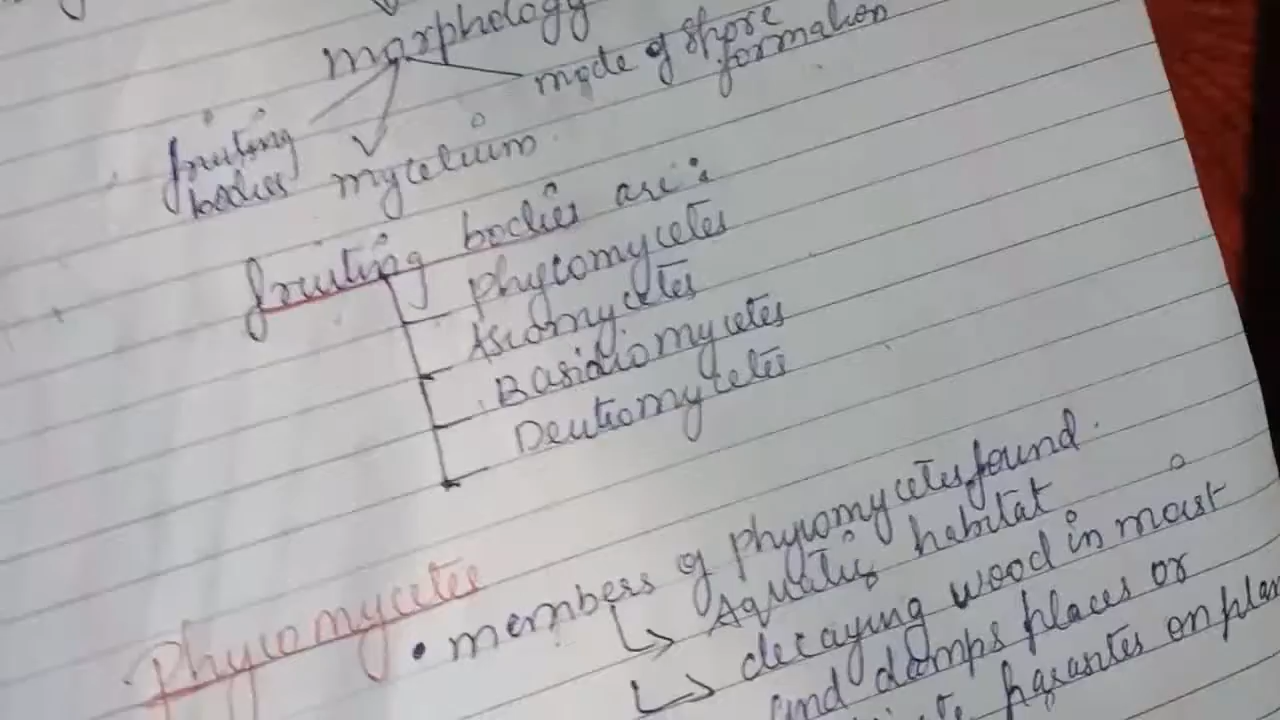 morphology
mode of spore
formation
fruiting
bodies
mycelium
fruiting bodies are :
phycomycetes
Ascomycetes
Basidiomycetes
Deutromycetes
Phycomycetes
• members of phycomycetes found.
Aquatic habitat
decaying wood in moist
and damps places or
on plan